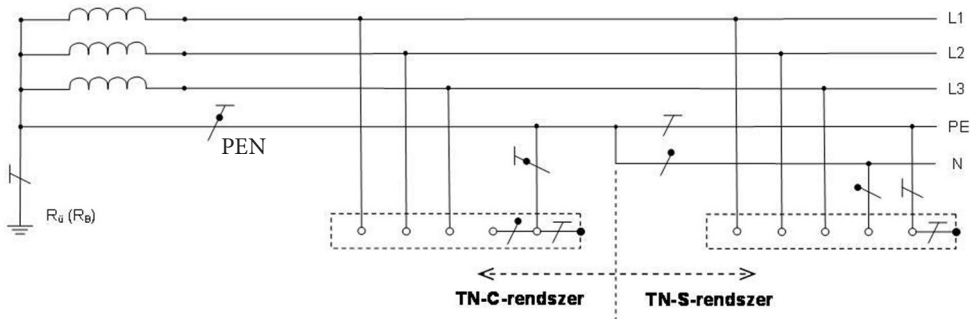 L1
L2
L3
PE
PEN
N
Rü (RB)
TN-C-rendszer
TN-S-rendszer